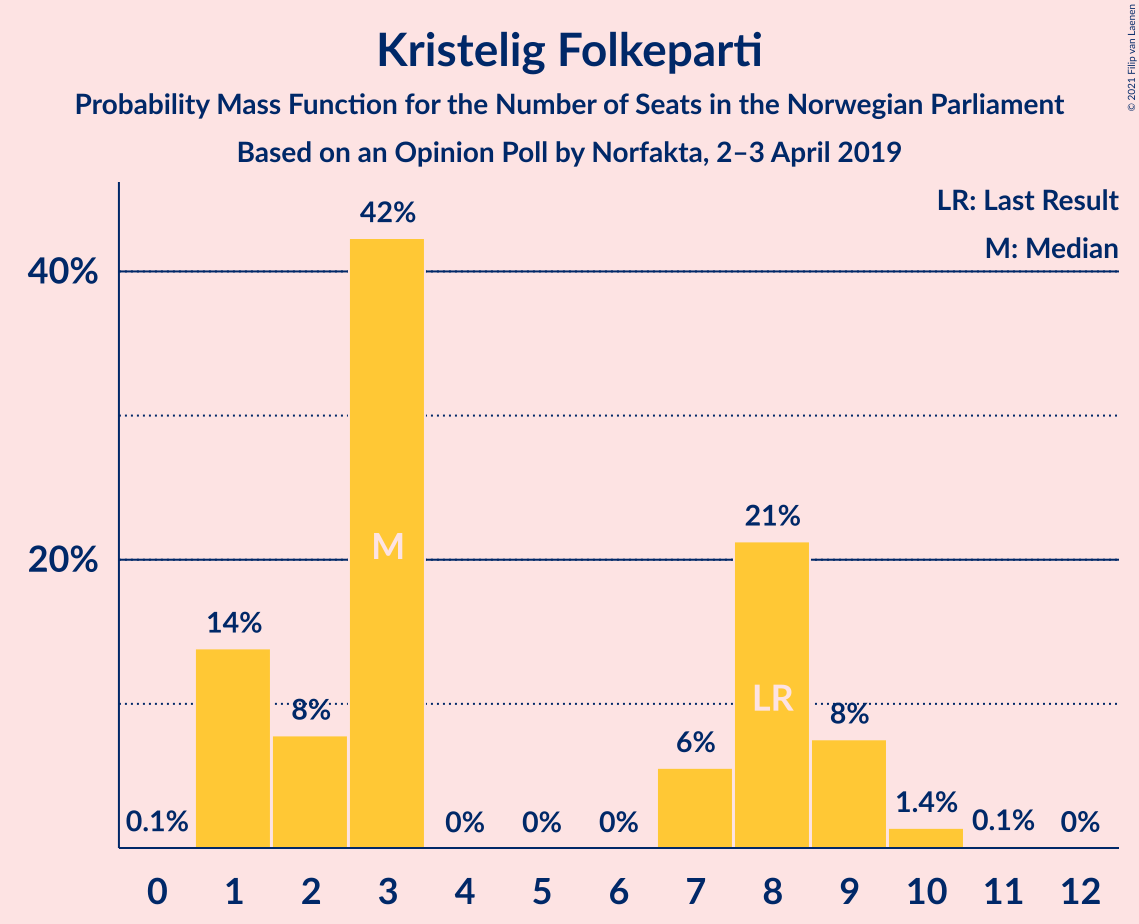 Kristelig Folkeparti
Probability Mass Function for the Number of Seats in the Norwegian Parliament
Based on an Opinion Poll by Norfakta, 2–3 April 2019
© 2021 Filip van Laenen
LR: Last Result
M: Median
42%
40%
M
21%
20%
14%
LR
8%
8%
6%
1.4%
0.1%
0%
0%
0%
0.1%
0%
0 1 2 3 4 5 6 7 8 9 10 11 12